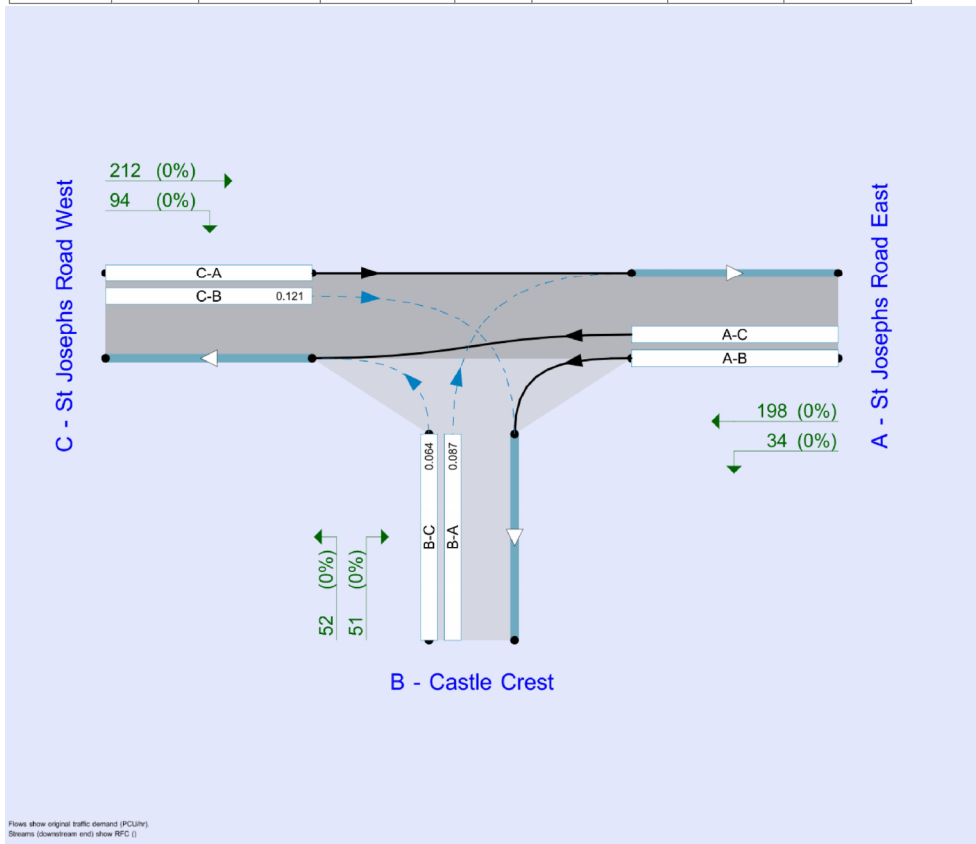 212 (0%)
94 (0%)
C - St Josephs Road West
A - St Josephs Road East
C-A
C-B 0.121
A-C
A-B
198 (0%)
34 (0%)
0.064
0.087
B-C
B-A
52 (0%)
51 (0%)
B - Castle Crest
Flows show original traffic demand (PCU/hr).
Streams (downstream end) show RFC ()